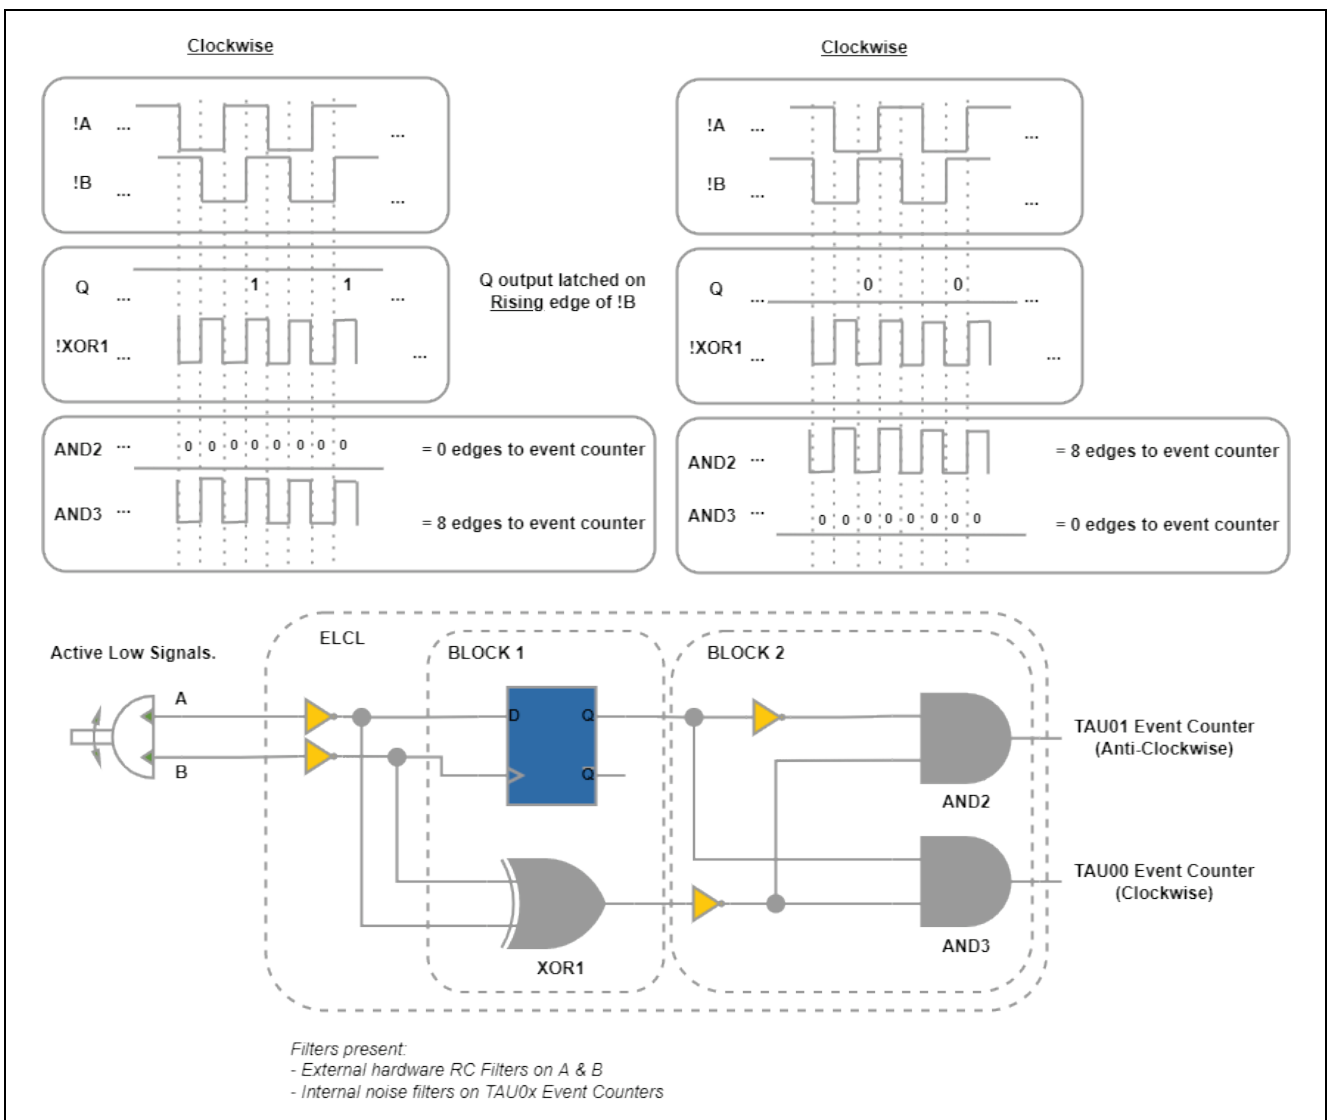 Clockwise
!A ... ...
!B ... ...
Q ... 1 1 ...
!XOR1 ... ...
AND2 ... 0 0 0 0 0 0 0 0 = 0 edges to event counter
AND3 ... = 8 edges to event counter
Q output latched on
Rising edge of !B
Clockwise
!A ... ...
!B ... ...
Q ... 0 0 ...
!XOR1 ... ...
AND2 ... = 8 edges to event counter
AND3 ... 0 0 0 0 0 0 0 0 = 0 edges to event counter
Active Low Signals.
A
B
ELCL
BLOCK 1
D Q
Q
XOR1
BLOCK 2
AND2
AND3
TAU01 Event Counter
(Anti-Clockwise)
TAU00 Event Counter
(Clockwise)
Filters present:
- External hardware RC Filters on A & B
- Internal noise filters on TAU0x Event Counters